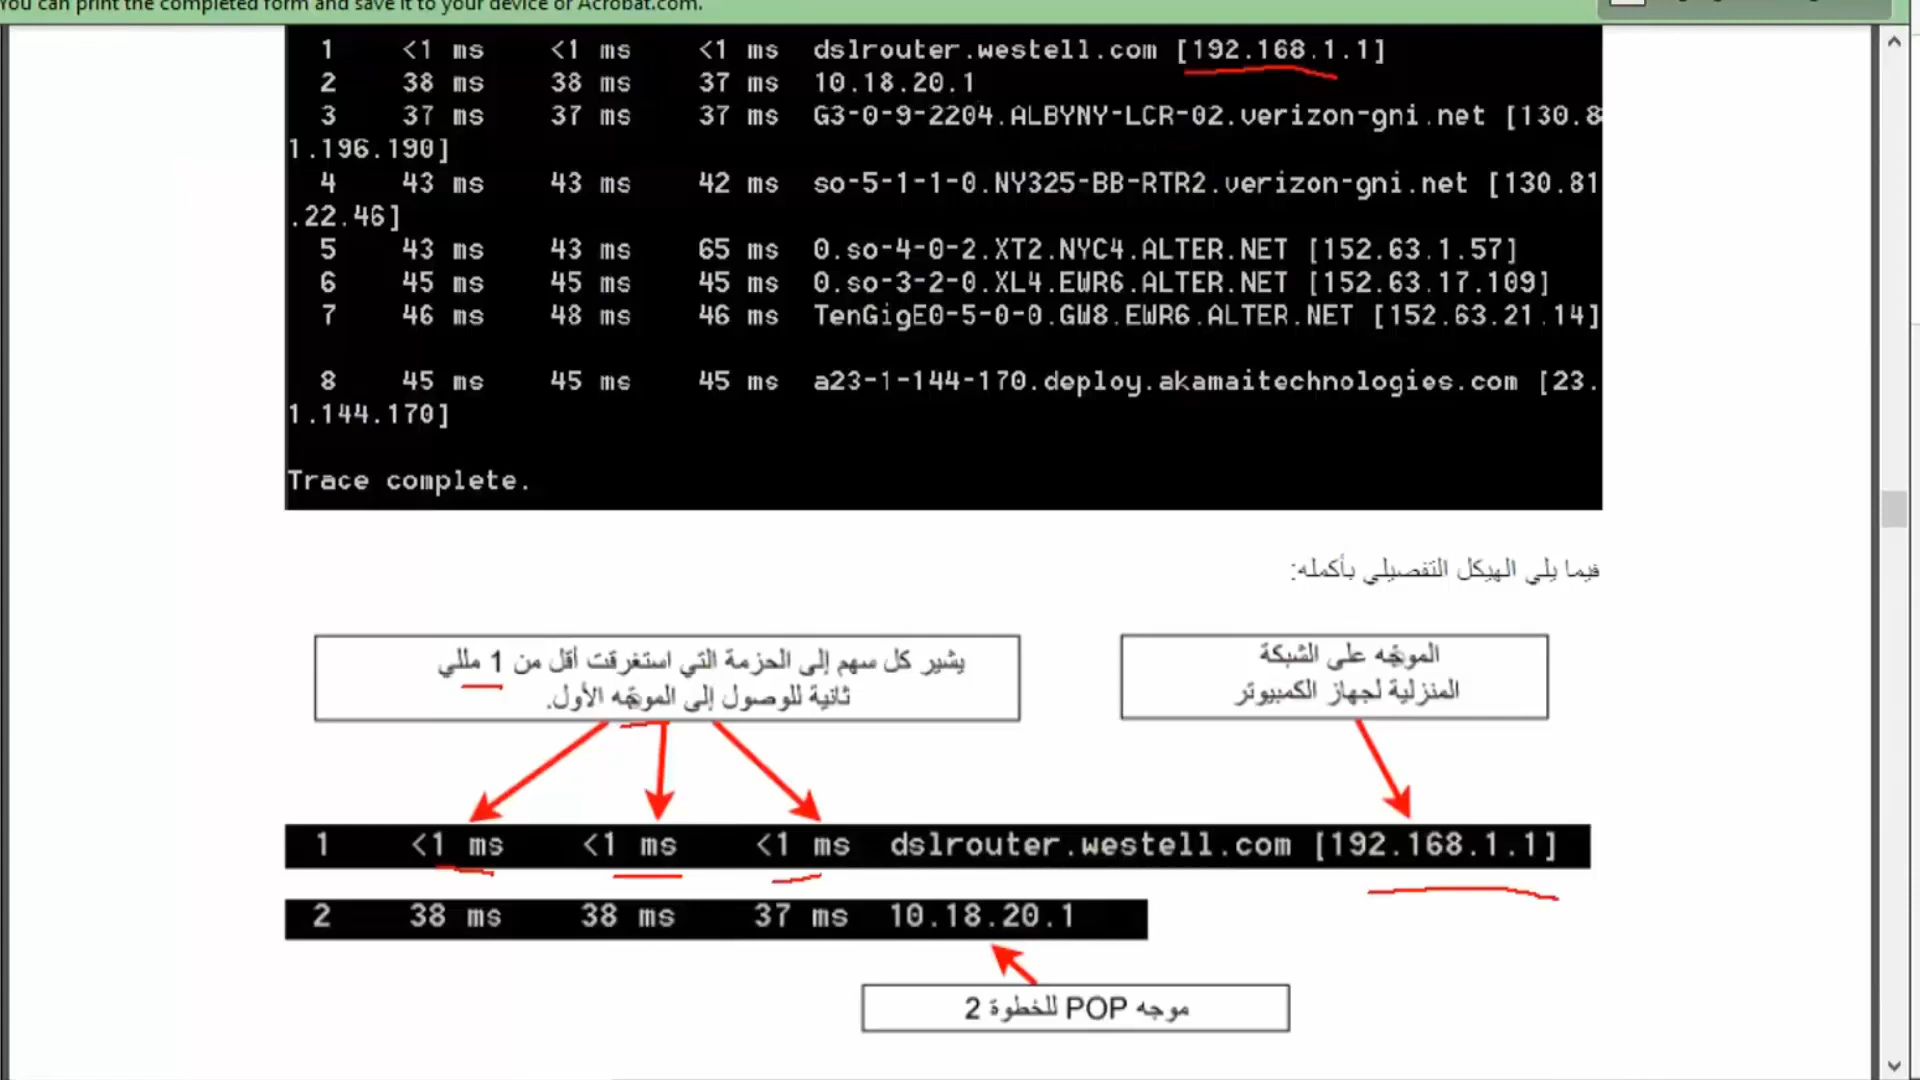 You can print the completed form and save it to your device or Acrobat.com.
1 <1 ms <1 ms <1 ms dslrouter.westell.com [192.168.1.1]
2 38 ms 38 ms 37 ms 10.18.20.1
3 37 ms 37 ms 37 ms G3-0-9-2204.ALBYNY-LCR-02.verizon-gni.net [130.8
1.196.190]
4 43 ms 43 ms 42 ms so-5-1-1-0.NY325-BB-RTR2.verizon-gni.net [130.81
.22.46]
5 43 ms 43 ms 65 ms 0.so-4-0-2.XT2.NYC4.ALTER.NET [152.63.1.57]
6 45 ms 45 ms 45 ms 0.so-3-2-0.XL4.EWR6.ALTER.NET [152.63.17.109]
7 46 ms 48 ms 46 ms TenGigE0-5-0-0.GW8.EWR6.ALTER.NET [152.63.21.14]
8 45 ms 45 ms 45 ms a23-1-144-170.deploy.akamaitechnologies.com [23.
1.144.170]
Trace complete.
فيما يلي الهيكل التفصيلي بأكمله:
الموجّه على الشبكة
المنزلية لجهاز الكمبيوتر
يشير كل سهم إلى الحزمة التي استغرقت أقل من 1 مللي
ثانية للوصول إلى الموجّه الأول.
1 <1 ms <1 ms <1 ms dslrouter.westell.com [192.168.1.1]
2 38 ms 38 ms 37 ms 10.18.20.1
موجه POP للخطوة 2